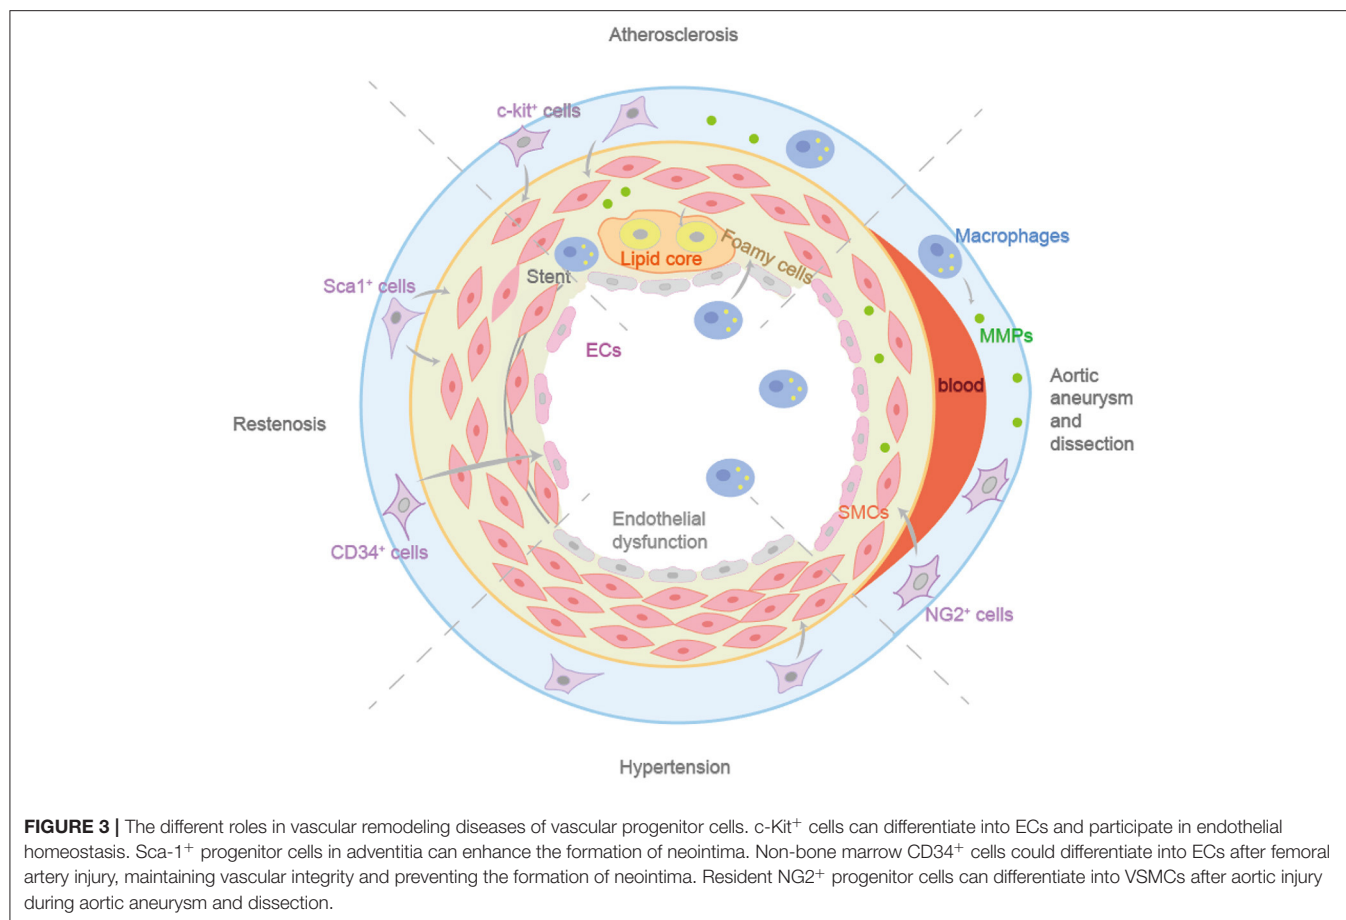 Atherosclerosis
c-kit⁺ cells
Macrophages
Foamy cells
Lipid core
Stent
Sca1⁺ cells
MMPs
ECs
blood
Aortic
aneurysm
and
dissection
Restenosis
SMCs
Endothelial
dysfunction
CD34⁺ cells
NG2⁺ cells
Hypertension
FIGURE 3 | The different roles in vascular remodeling diseases of vascular progenitor cells. c-Kit⁺ cells can differentiate into ECs and participate in endothelial
homeostasis. Sca-1⁺ progenitor cells in adventitia can enhance the formation of neointima. Non-bone marrow CD34⁺ cells could differentiate into ECs after femoral
artery injury, maintaining vascular integrity and preventing the formation of neointima. Resident NG2⁺ progenitor cells can differentiate into VSMCs after aortic injury
during aortic aneurysm and dissection.